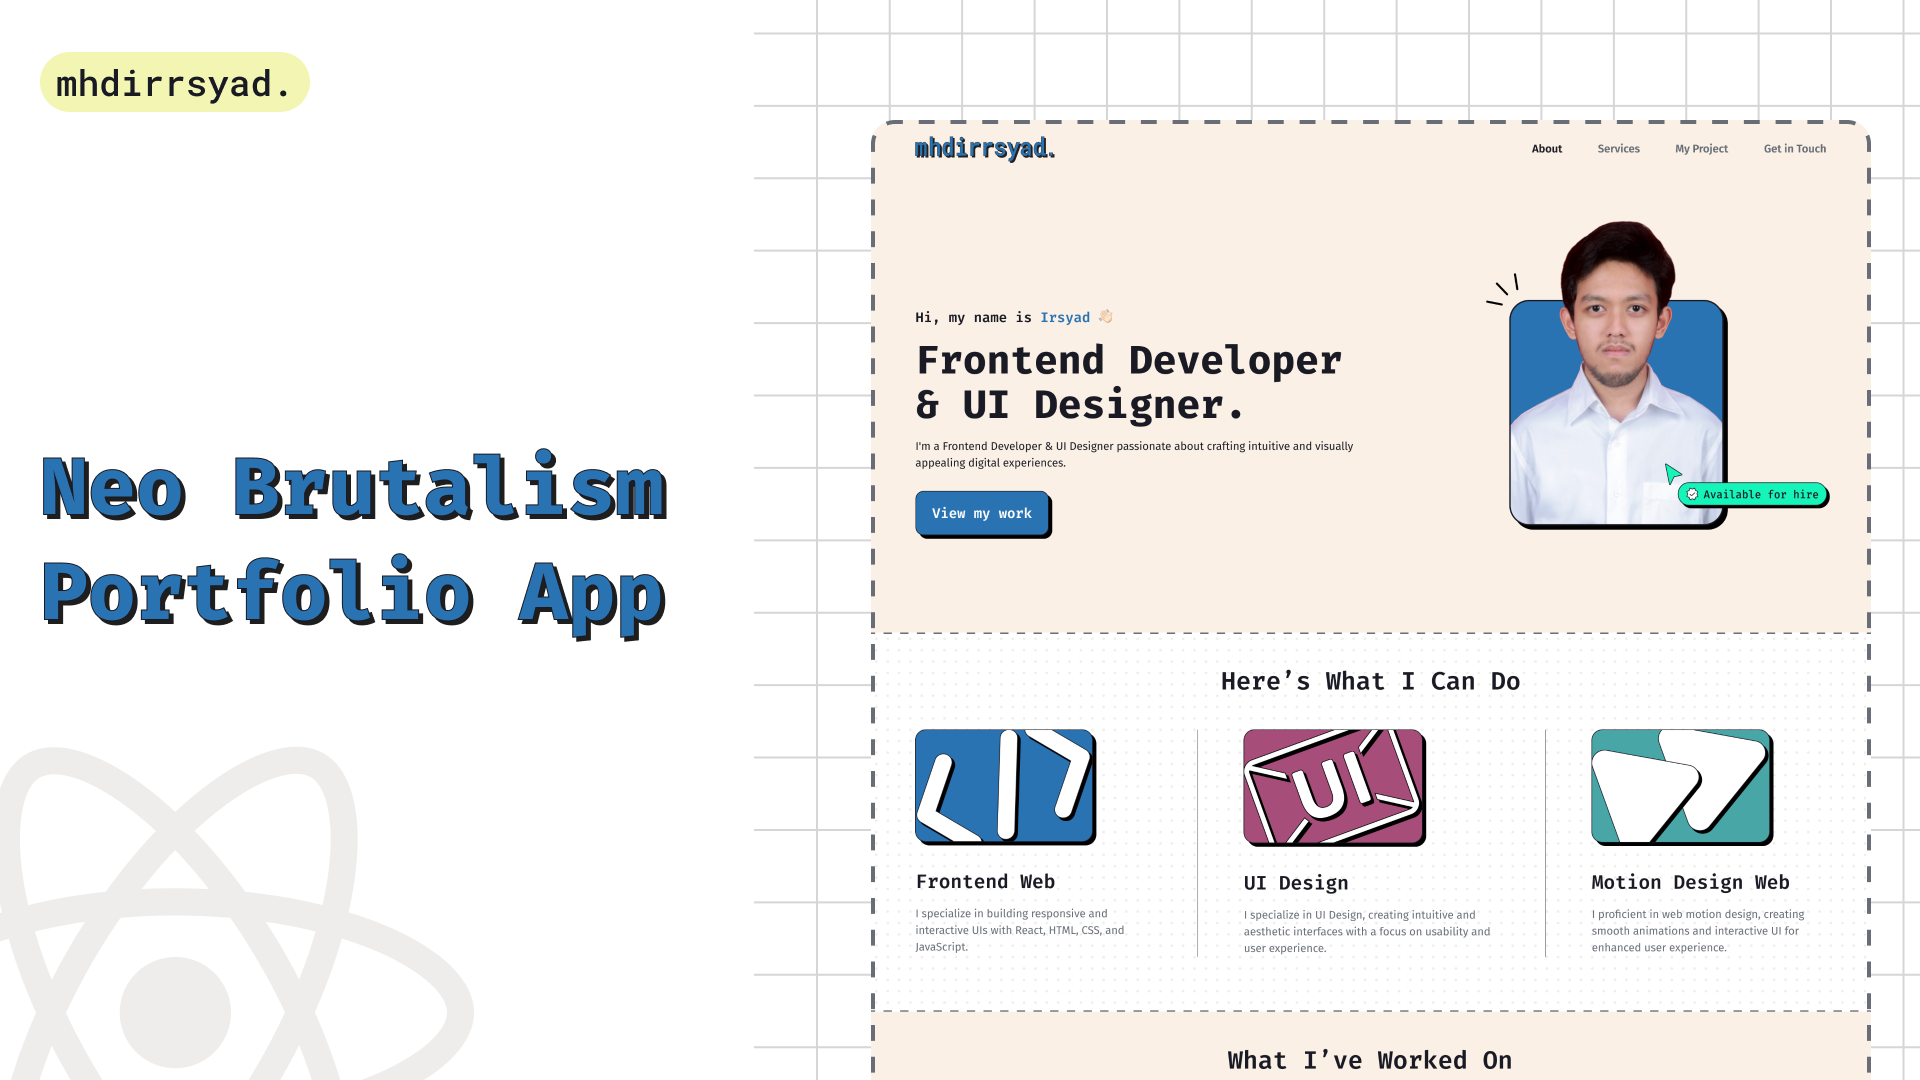 mhdirrsyad.
Neo Brutalism
Portfolio App
mhdirrsyad.
About
Services
My Project
Get in Touch
Hi, my name is Irsyad 👋🏻
Frontend Developer
& UI Designer.
I'm a Frontend Developer & UI Designer passionate about crafting intuitive and visually
appealing digital experiences.
View my work
Available for hire
Here’s What I Can Do
UI
Frontend Web
I specialize in building responsive and
interactive UIs with React, HTML, CSS, and
JavaScript.
UI Design
I specialize in UI Design, creating intuitive and
aesthetic interfaces with a focus on usability and
user experience.
Motion Design Web
I proficient in web motion design, creating
smooth animations and interactive UI for
enhanced user experience.
What I’ve Worked On